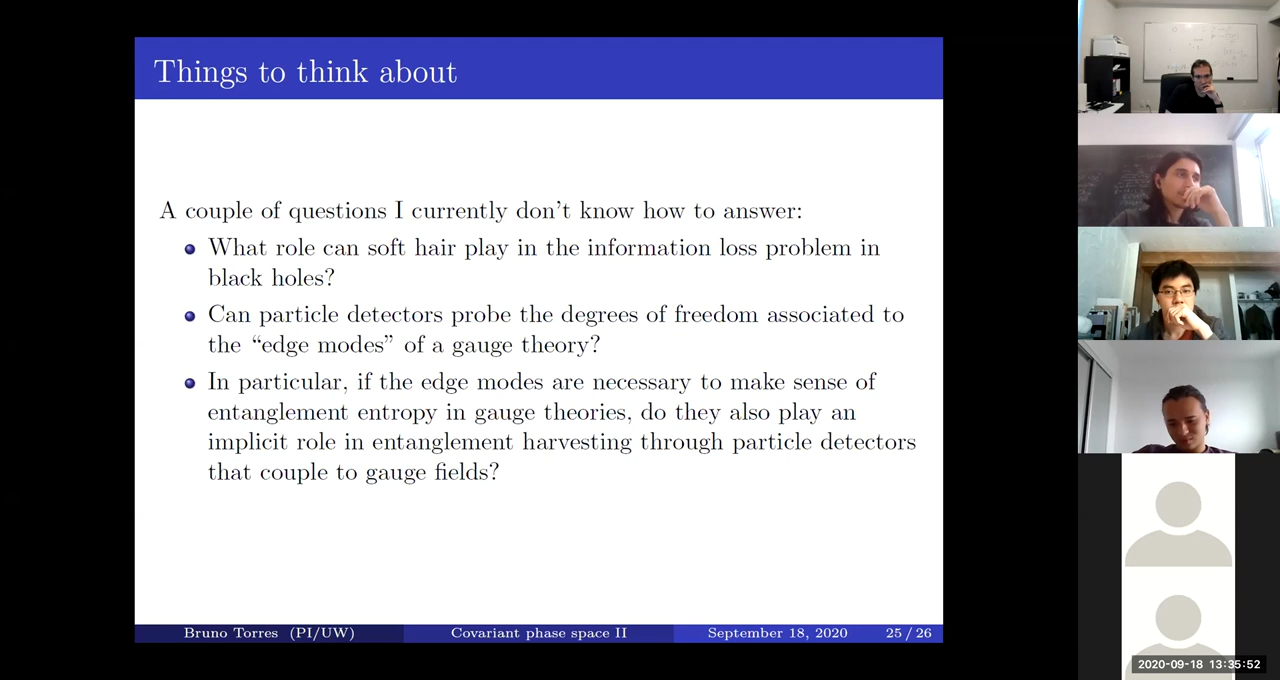 Things to think about
A couple of questions I currently don't know how to answer:
What role can soft hair play in the information loss problem in
black holes?
Can particle detectors probe the degrees of freedom associated to
the “edge modes” of a gauge theory?
In particular, if the edge modes are necessary to make sense of
entanglement entropy in gauge theories, do they also play an
implicit role in entanglement harvesting through particle detectors
that couple to gauge fields?
Bruno Torres (PI/UW) Covariant phase space II September 18, 2020 25 / 26
2020-09-18 13:35:52